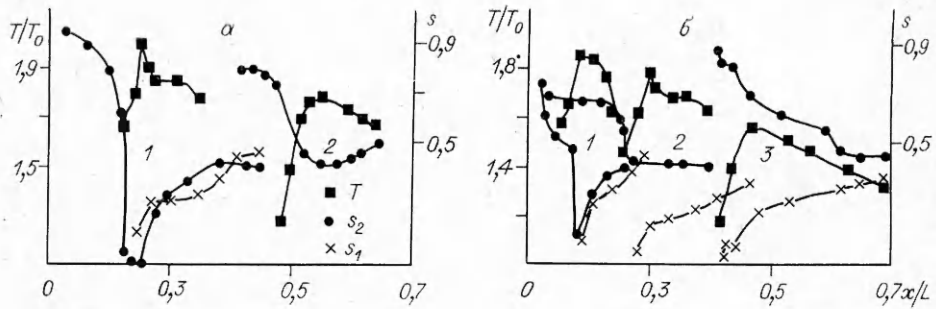 T/T₀ а s T/T₀ б s
0,9 0,9
1,9 1,8
1 2 0,5 1 2 3 0,5
1,5 1,4
T
s₂
s₁
0 0,3 0,5 0,7 0 0,3 0,5 0,7 x/L